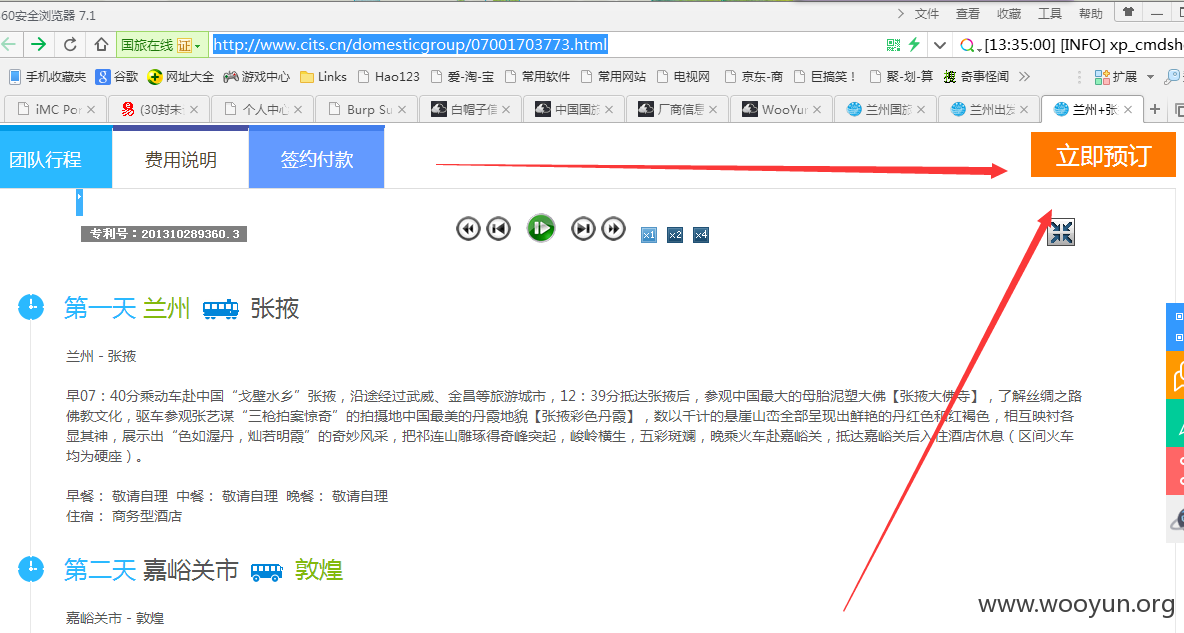 60安全浏览器 7.1
文件 查看 收藏 工具 帮助
国旅在线 证
http://www.cits.cn/domesticgroup/07001703773.html
[13:35:00] [INFO] xp_cmdsh
手机收藏夹 谷歌 网址大全 游戏中心 Links Hao123 爱-淘-宝 常用软件 常用网站 电视网 京东-商 巨搞笑！ 聚-划-算 奇事怪闻 扩展
iMC Por
(30封未
个人中心
Burp Su
白帽子信
中国国旅
厂商信息
WooYun
兰州国旅
兰州出发
兰州+张
团队行程 费用说明 签约付款 立即预订
专利号：201310289360.3
x1 x2 x4
第一天 兰州 张掖
兰州 - 张掖
早07：40分乘动车赴中国“戈壁水乡”张掖，沿途经过武威、金昌等旅游城市，12：39分抵达张掖后，参观中国最大的母胎泥塑大佛【张掖大佛寺】，了解丝绸之路
佛教文化，驱车参观张艺谋“三枪拍案惊奇”的拍摄地中国最美的丹霞地貌【张掖彩色丹霞】，数以千计的悬崖山峦全部呈现出鲜艳的丹红色和红褐色，相互映衬各
显其神，展示出“色如渥丹，灿若明霞”的奇妙风采，把祁连山雕琢得奇峰突起，峻岭横生，五彩斑斓，晚乘火车赴嘉峪关，抵达嘉峪关后入住酒店休息（区间火车
均为硬座）。
早餐： 敬请自理 中餐： 敬请自理 晚餐： 敬请自理
住宿： 商务型酒店
第二天 嘉峪关市 敦煌
嘉峪关市 - 敦煌
www.wooyun.org